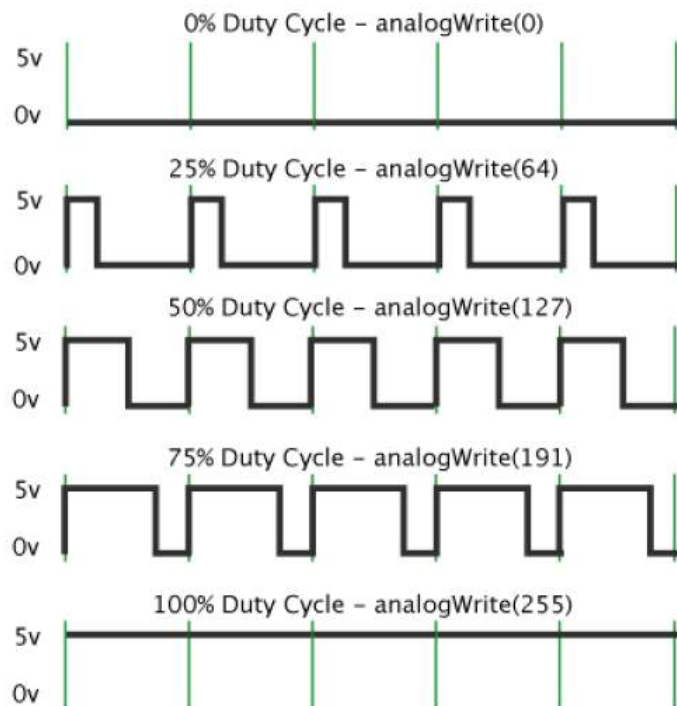 0% Duty Cycle – analogWrite(0)
5v
0v
25% Duty Cycle – analogWrite(64)
5v
0v
50% Duty Cycle – analogWrite(127)
5v
0v
75% Duty Cycle – analogWrite(191)
5v
0v
100% Duty Cycle – analogWrite(255)
5v
0v